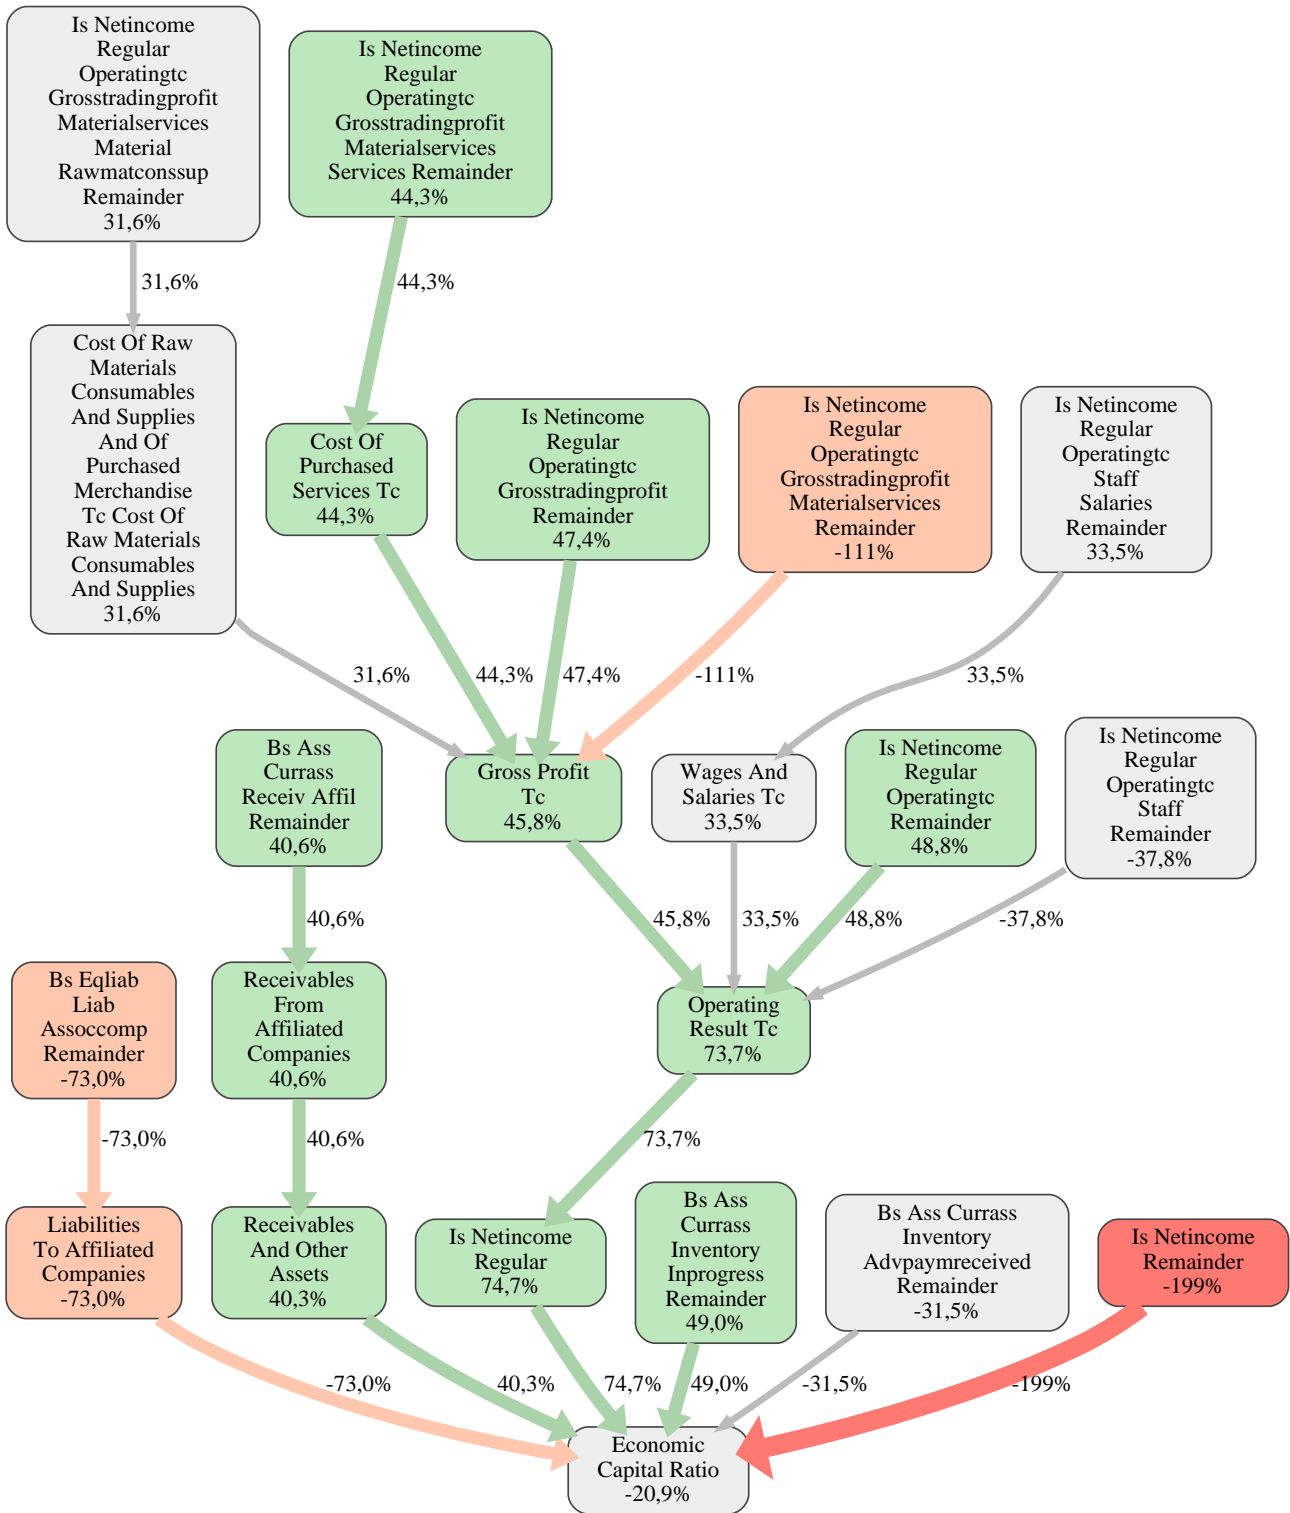 Is Netincome
Regular
Operatingtc
Grosstradingprofit
Materialservices
Material
Rawmatconssup
Remainder
31,6%
Is Netincome
Regular
Operatingtc
Grosstradingprofit
Materialservices
Services Remainder
44,3%
31,6%
44,3%
Cost Of Raw
Materials
Consumables
And Supplies
And Of
Purchased
Merchandise
Tc Cost Of
Raw Materials
Consumables
And Supplies
31,6%
Cost Of
Purchased
Services Tc
44,3%
Is Netincome
Regular
Operatingtc
Grosstradingprofit
Remainder
47,4%
Is Netincome
Regular
Operatingtc
Grosstradingprofit
Materialservices
Remainder
-111%
Is Netincome
Regular
Operatingtc
Staff
Salaries
Remainder
33,5%
31,6%
44,3%
47,4%
-111%
33,5%
Bs Ass
Currass
Receiv Affil
Remainder
40,6%
Gross Profit
Tc
45,8%
Wages And
Salaries Tc
33,5%
Is Netincome
Regular
Operatingtc
Remainder
48,8%
Is Netincome
Regular
Operatingtc
Staff
Remainder
-37,8%
40,6%
45,8%
33,5%
48,8%
-37,8%
Bs Eqliab
Liab
Assoccomp
Remainder
-73,0%
Receivables
From
Affiliated
Companies
40,6%
Operating
Result Tc
73,7%
-73,0%
40,6%
73,7%
Liabilities
To Affiliated
Companies
-73,0%
Receivables
And Other
Assets
40,3%
Is Netincome
Regular
74,7%
Bs Ass
Currass
Inventory
Inprogress
Remainder
49,0%
Bs Ass Currass
Inventory
Advpaymreceived
Remainder
-31,5%
Is Netincome
Remainder
-199%
-73,0%
40,3%
74,7%
49,0%
-31,5%
-199%
Economic
Capital Ratio
-20,9%